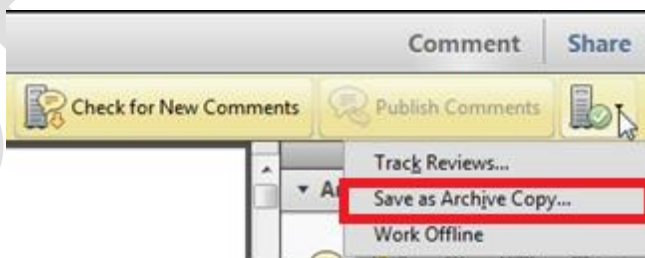 Comment Share
Check for New Comments Publish Comments
Track Reviews...
Save as Archive Copy...
Work Offline